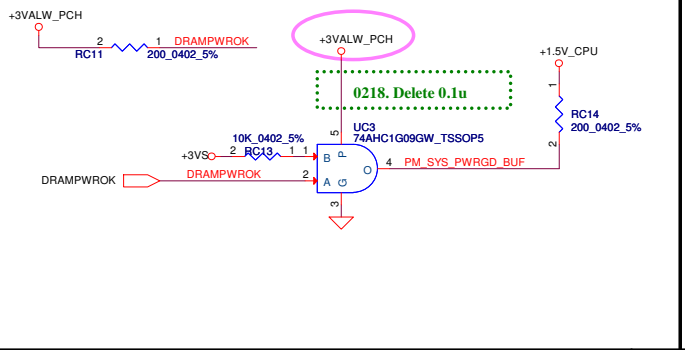 +3VALW_PCH
2
1
DRAMPWROK
RC11
200_0402_5%
+3VALW_PCH
+1.5V_CPU
0218. Delete 0.1u
1
RC14
200_0402_5%
2
5
UC3
74AHC1G09GW_TSSOP5
10K_0402_5%
+3VS
2
RC13
1
1
B
P
O
4
PM_SYS_PWRGD_BUF
DRAMPWROK
DRAMPWROK
2
A
G
3